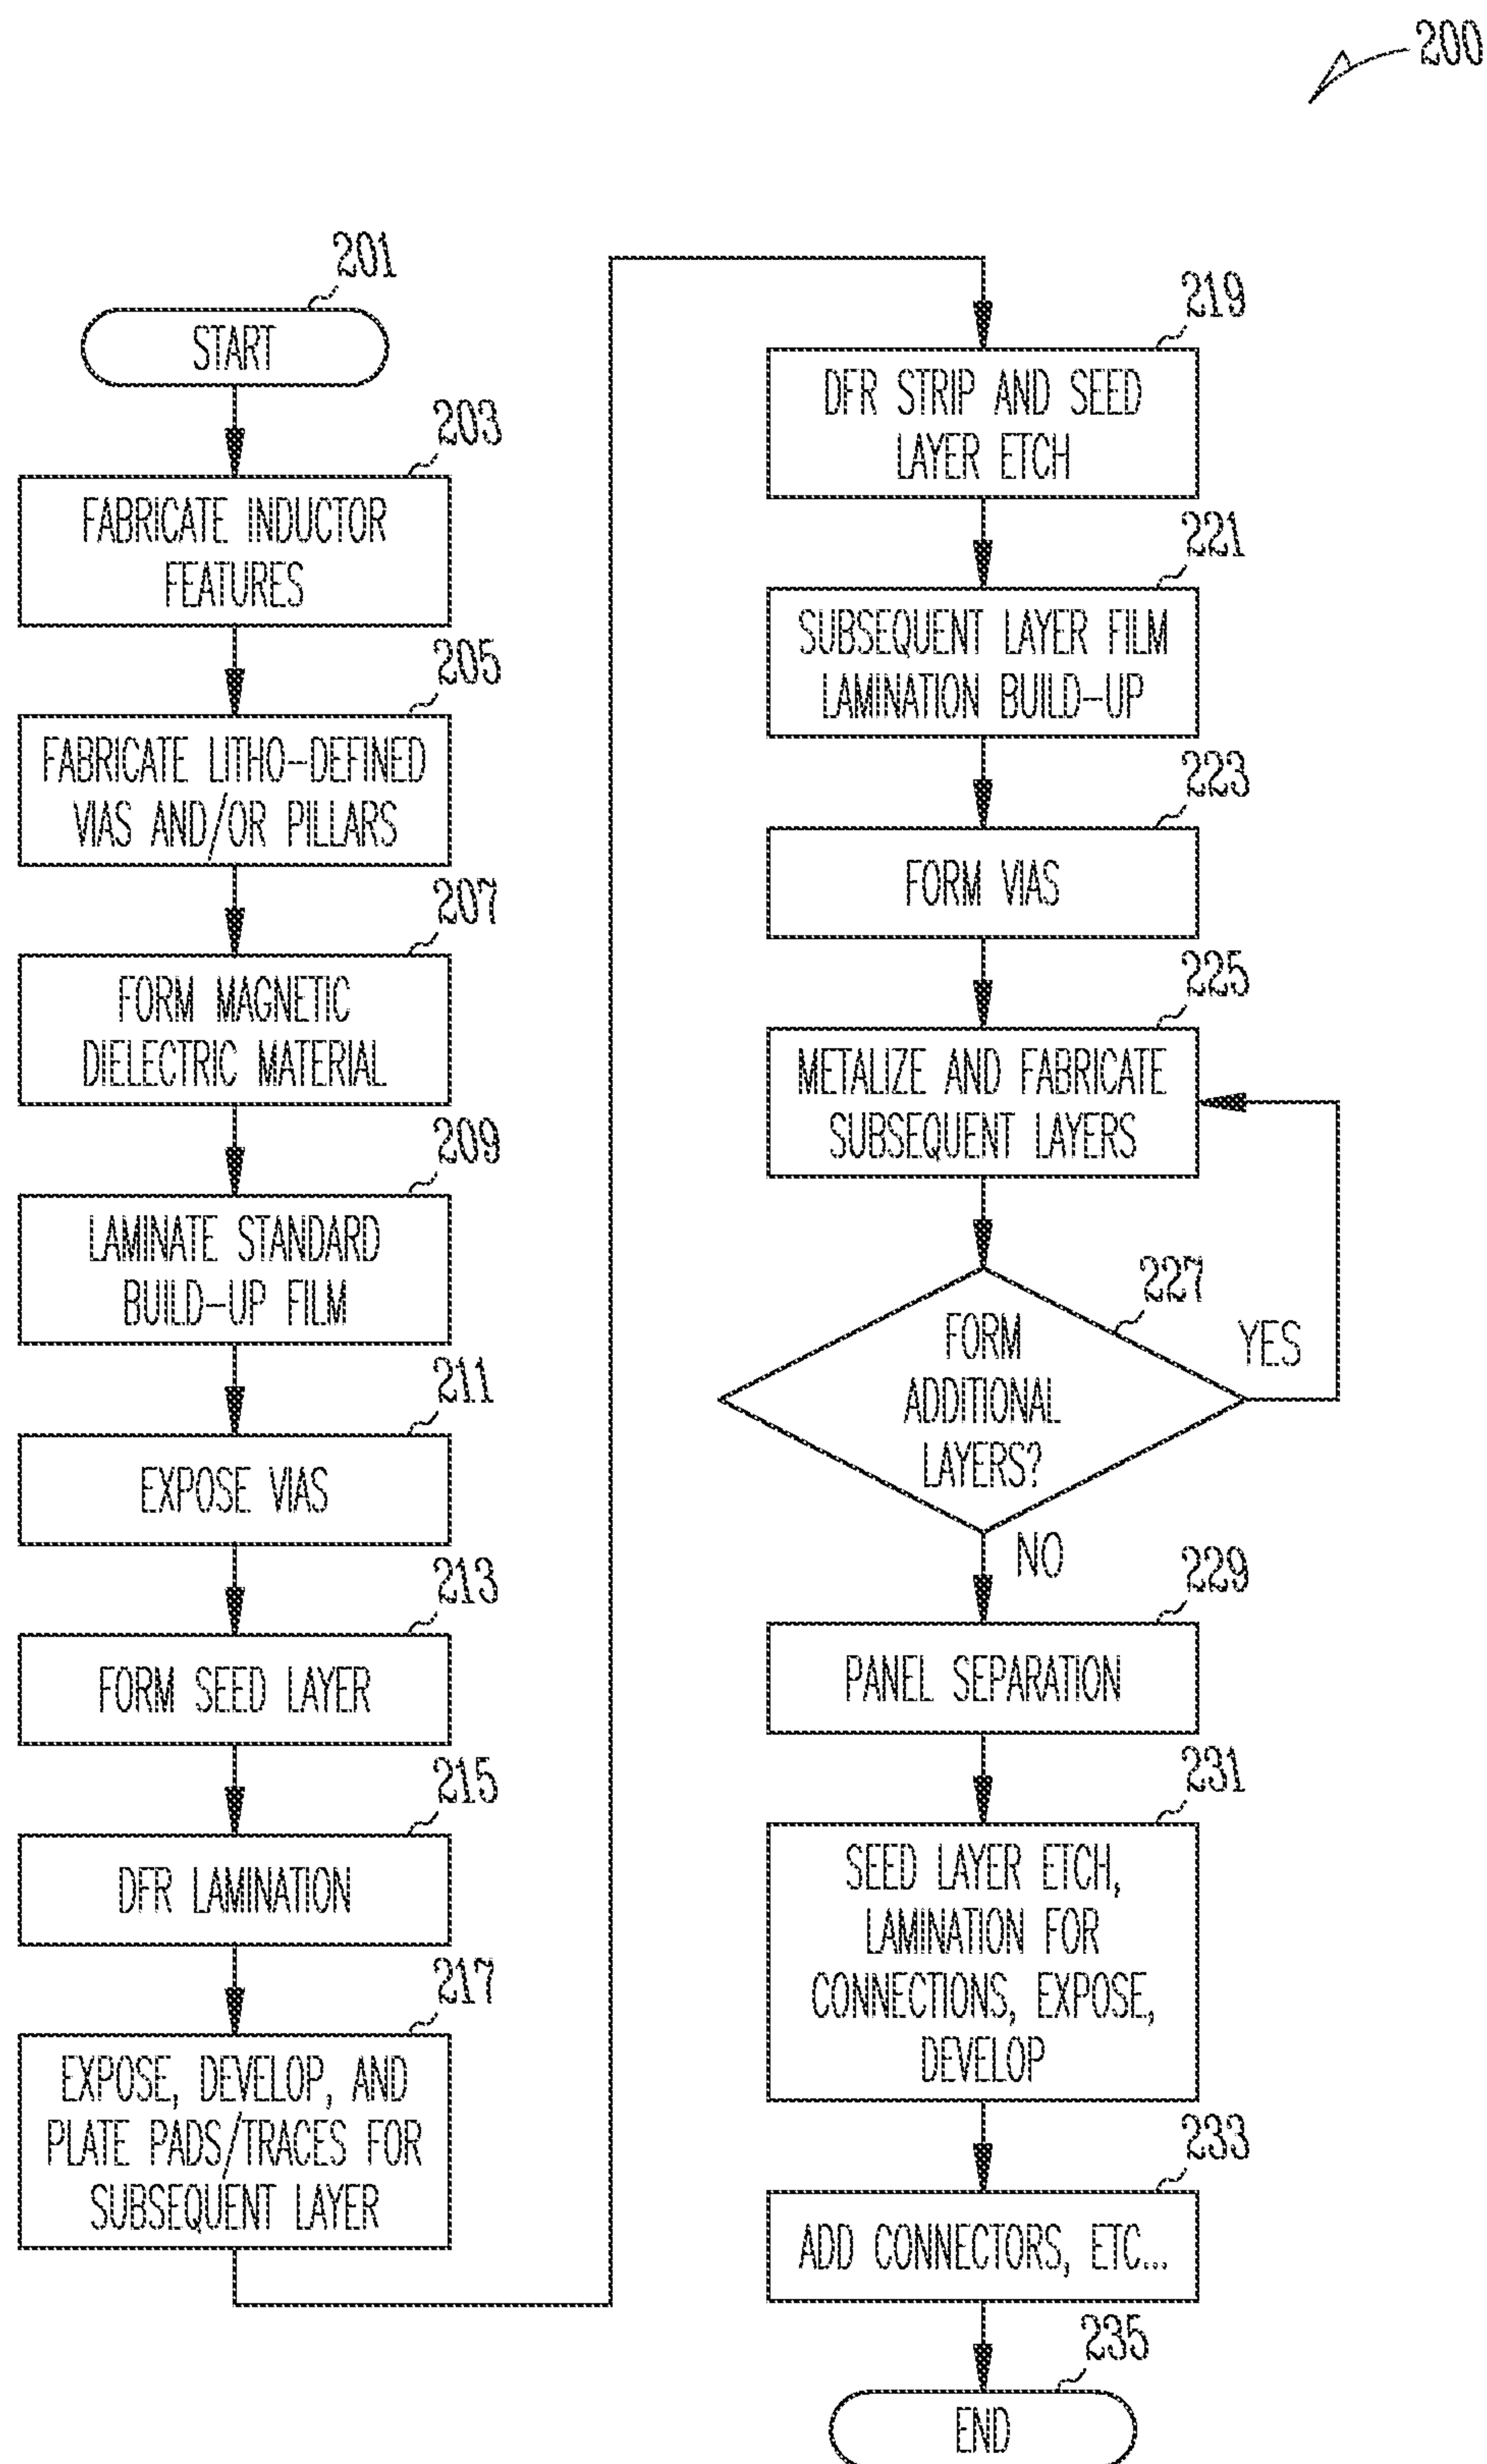 200
201
START
203
FABRICATE INDUCTOR
FEATURES
205
FABRICATE LITHO-DEFINED
VIAS AND/OR PILLARS
207
FORM MAGNETIC
DIELECTRIC MATERIAL
209
LAMINATE STANDARD
BUILD-UP FILM
211
EXPOSE VIAS
213
FORM SEED LAYER
215
DFR LAMINATION
217
EXPOSE, DEVELOP, AND
PLATE PADS/TRACES FOR
SUBSEQUENT LAYER
219
DFR STRIP AND SEED
LAYER ETCH
221
SUBSEQUENT LAYER FILM
LAMINATION BUILD-UP
223
FORM VIAS
225
METALIZE AND FABRICATE
SUBSEQUENT LAYERS
227
FORM
ADDITIONAL
LAYERS?
YES
NO
229
PANEL SEPARATION
231
SEED LAYER ETCH,
LAMINATION FOR
CONNECTIONS, EXPOSE,
DEVELOP
233
ADD CONNECTORS, ETC...
235
END